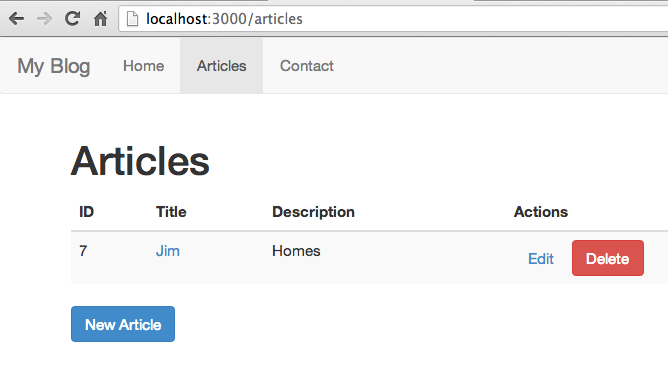 localhost:3000/articles
My Blog Home Articles Contact
Articles
ID Title Description Actions
7 Jim Homes Edit Delete
New Article